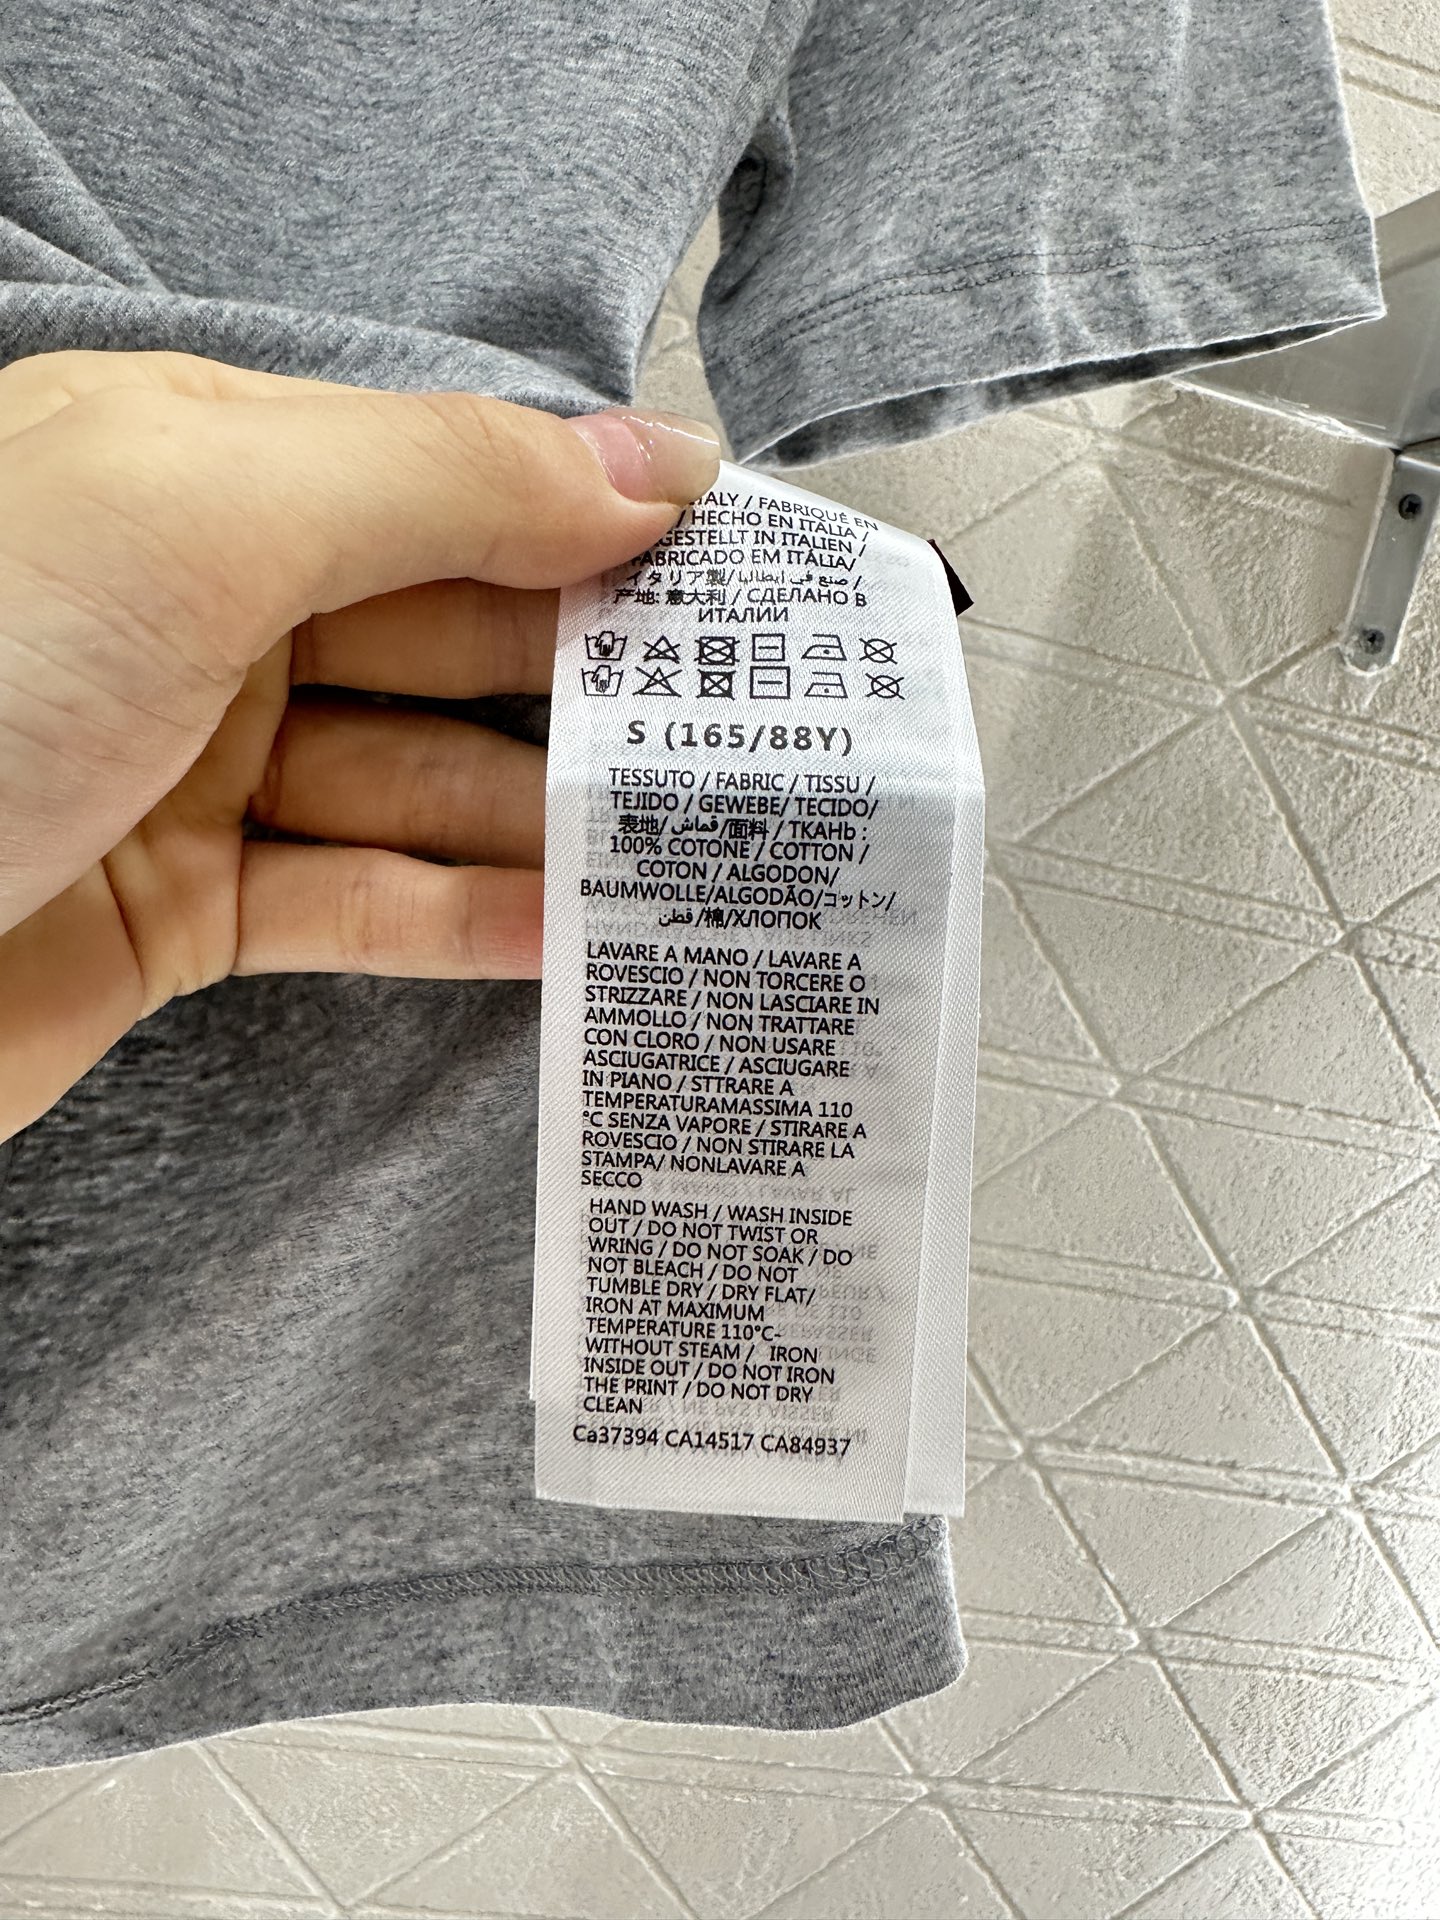 ITALY / FABRIQUÉ EN
/ HECHO EN ITALIA /
GESTELLT IN ITALIEN /
FABRICADO EM ITÁLIA/
イタリア製/ صنع في ايطاليا /
产地: 意大利 / СДЕЛАНО В
ИТАЛИИ
S (165/88Y)
TESSUTO / FABRIC / TISSU /
TEJIDO / GEWEBE/ TECIDO/
表地/ قماش/面料 / TKAHb :
100% COTONE / COTTON /
COTON / ALGODON/
BAUMWOLLE/ALGODÃO/コットン/
قطن /棉/ХЛОПОК
LAVARE A MANO / LAVARE A
ROVESCIO / NON TORCERE O
STRIZZARE / NON LASCIARE IN
AMMOLLO / NON TRATTARE
CON CLORO / NON USARE
ASCIUGATRICE / ASCIUGARE
IN PIANO / STTRARE A
TEMPERATURAMASSIMA 110
°C SENZA VAPORE / STIRARE A
ROVESCIO / NON STIRARE LA
STAMPA/ NONLAVARE A
SECCO
HAND WASH / WASH INSIDE
OUT / DO NOT TWIST OR
WRING / DO NOT SOAK / DO
NOT BLEACH / DO NOT
TUMBLE DRY / DRY FLAT/
IRON AT MAXIMUM
TEMPERATURE 110°C-
WITHOUT STEAM / IRON
INSIDE OUT / DO NOT IRON
THE PRINT / DO NOT DRY
CLEAN
Ca37394 CA14517 CA84937